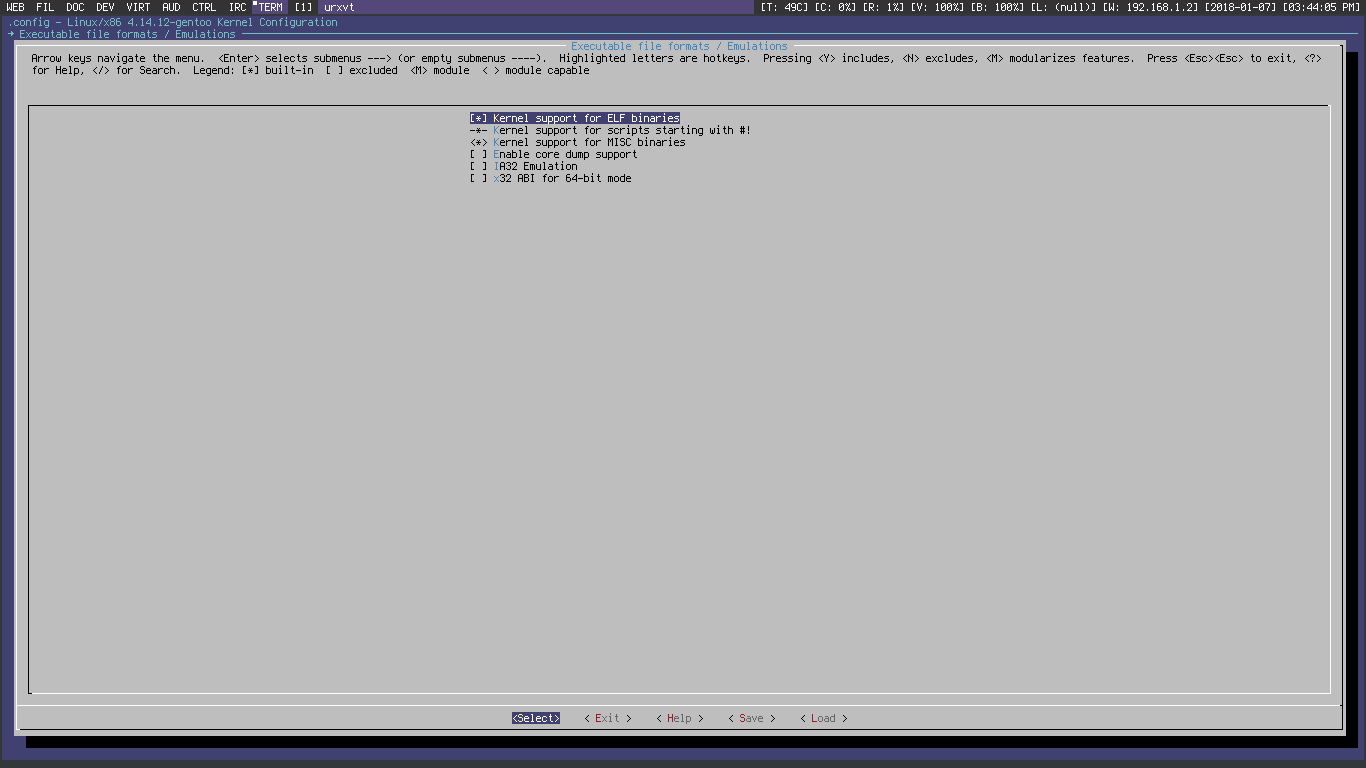 WEB FIL DOC DEV VIRT AUD CTRL IRC TERM [1] urxvt [T: 49C] [C: 0%] [R: 1%] [V: 100%] [B: 100%] [L: (null)] [W: 192.168.1.2] [2018-01-07] [03:44:05 PM]
.config - Linux/x86 4.14.12-gentoo Kernel Configuration
→ Executable file formats / Emulations
Executable file formats / Emulations
Arrow keys navigate the menu. <Enter> selects submenus ---> (or empty submenus ----). Highlighted letters are hotkeys. Pressing <Y> includes, <N> excludes, <M> modularizes features. Press <Esc><Esc> to exit, <?>
for Help, </> for Search. Legend: [*] built-in [ ] excluded <M> module < > module capable
[*] Kernel support for ELF binaries
-*- Kernel support for scripts starting with #!
<*> Kernel support for MISC binaries
[ ] Enable core dump support
[ ] IA32 Emulation
[ ] x32 ABI for 64-bit mode
<Select> < Exit > < Help > < Save > < Load >